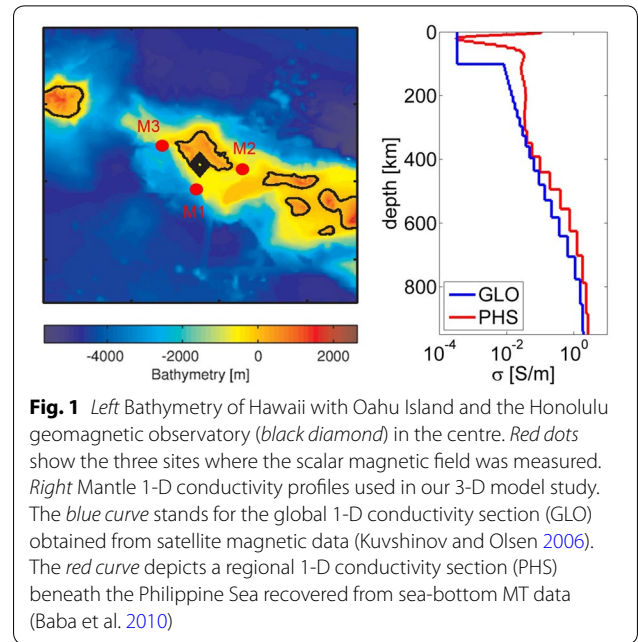 M3
M2
M1
-4000 -2000 0 2000
Bathymetry [m]
0
200
400
600
800
depth [km]
GLO
PHS
10⁻⁴ 10⁻² 10⁰
σ [S/m]
Fig. 1 Left Bathymetry of Hawaii with Oahu Island and the Honolulu
geomagnetic observatory (black diamond) in the centre. Red dots
show the three sites where the scalar magnetic field was measured.
Right Mantle 1-D conductivity profiles used in our 3-D model study.
The blue curve stands for the global 1-D conductivity section (GLO)
obtained from satellite magnetic data (Kuvshinov and Olsen 2006).
The red curve depicts a regional 1-D conductivity section (PHS)
beneath the Philippine Sea recovered from sea-bottom MT data
(Baba et al. 2010)